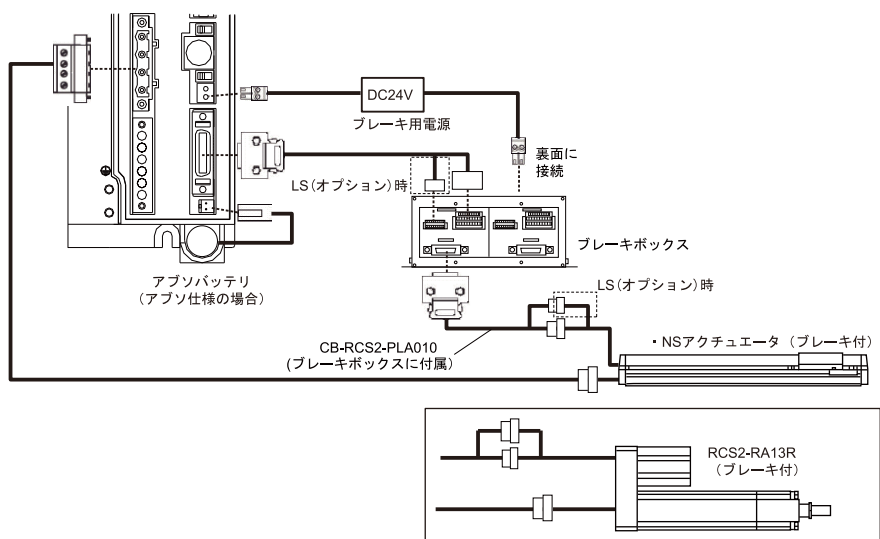 DC24V
ブレーキ用電源
裏面に
接続
LS(オプション)時
ブレーキボックス
アブソバッテリ
(アブソ仕様の場合)
LS(オプション)時
CB-RCS2-PLA010
(ブレーキボックスに付属)
・NSアクチュエータ (ブレーキ付)
RCS2-RA13R
(ブレーキ付)